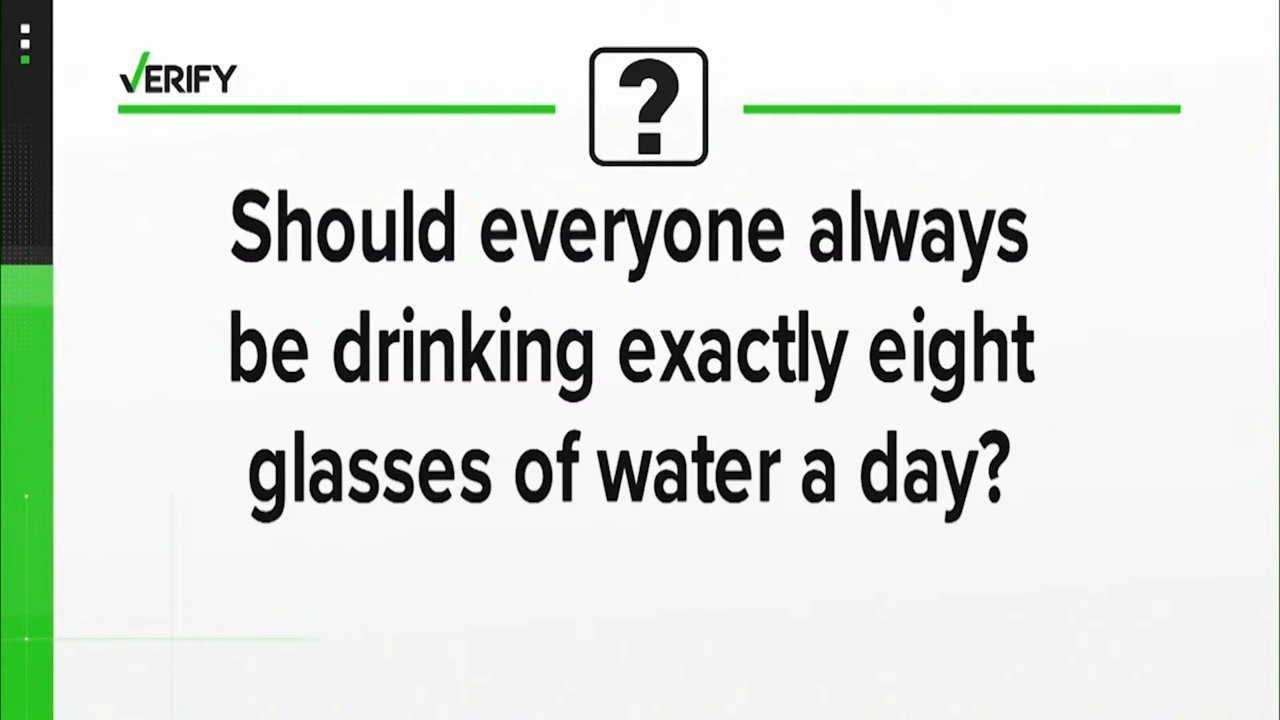 VERIFY
?
Should everyone always
be drinking exactly eight
glasses of water a day?